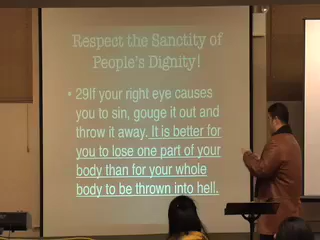 Respect the Sanctity of
People's Dignity!
• 29If your right eye causes
you to sin, gouge it out and
throw it away. It is better for
you to lose one part of your
body than for your whole
body to be thrown into hell.